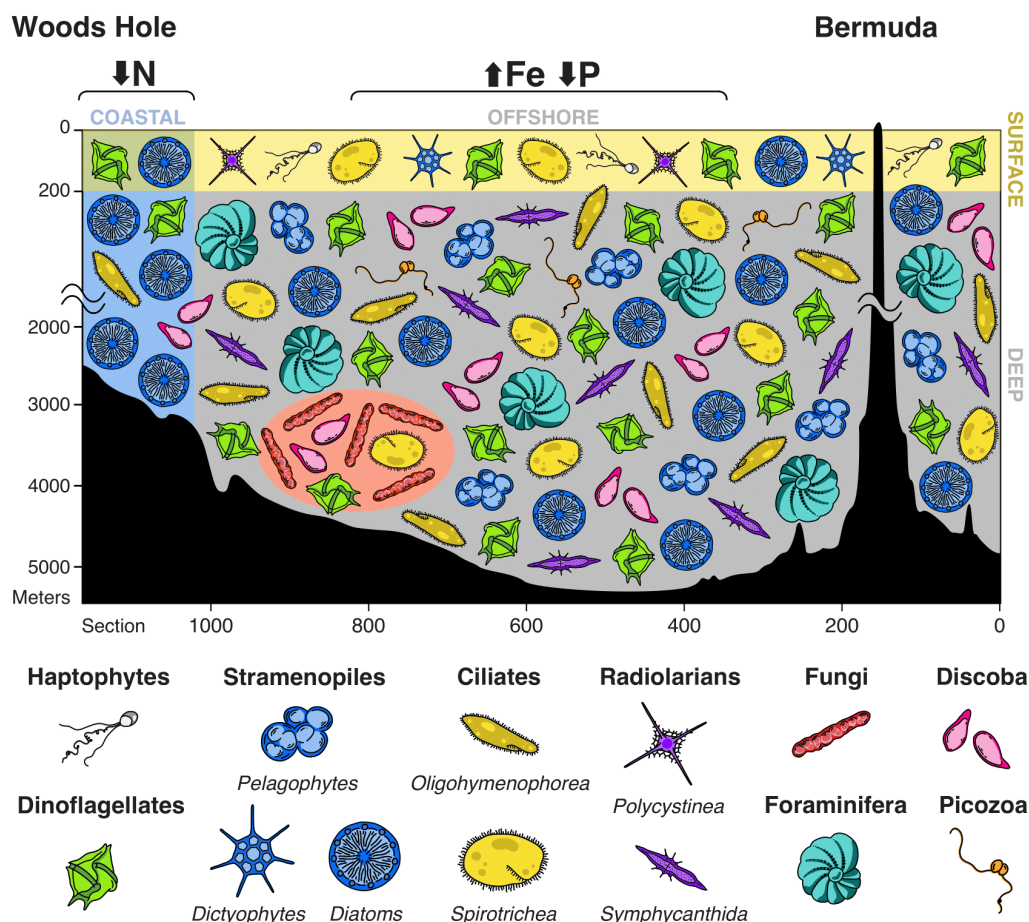 Woods Hole
Bermuda
⬇N
⬆Fe ⬇P
COASTAL
OFFSHORE
SURFACE
DEEP
0
200
2000
3000
4000
5000
Meters
Section
1000
800
600
400
200
0
Haptophytes
Stramenopiles
Ciliates
Radiolarians
Fungi
Discoba
Pelagophytes
Oligohymenophorea
Polycystinea
Dinoflagellates
Foraminifera
Picozoa
Dictyophytes
Diatoms
Spirotrichea
Symphycanthida